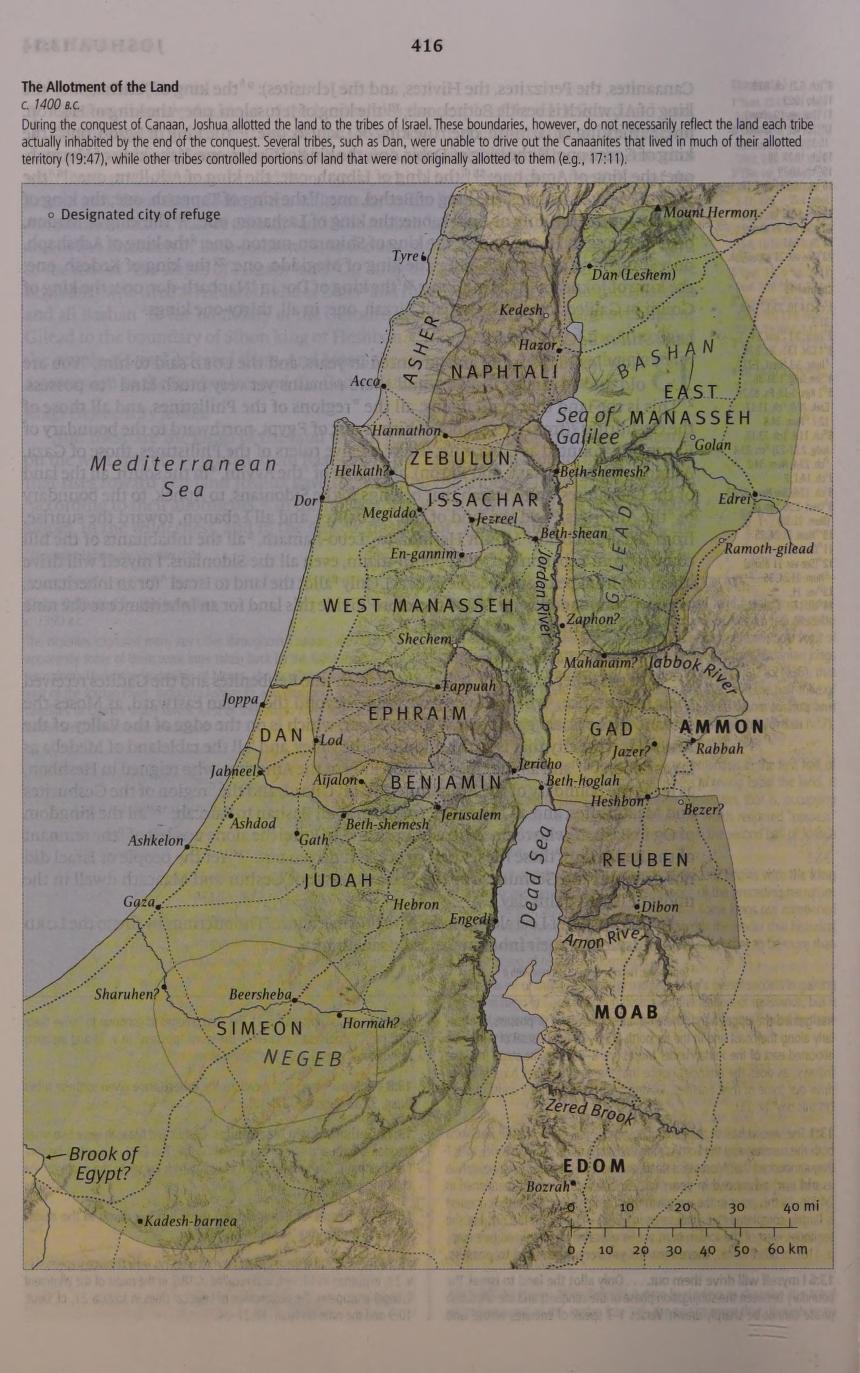 416
The Allotment of the Land
c. 1400 B.C.
During the conquest of Canaan, Joshua allotted the land to the tribes of Israel. These boundaries, however, do not necessarily reflect the land each tribe
actually inhabited by the end of the conquest. Several tribes, such as Dan, were unable to drive out the Canaanites that lived in much of their allotted
territory (19:47), while other tribes controlled portions of land that were not originally allotted to them (e.g., 17:11).
Designated city of refuge
Mount Hermon
Tyre
Dan (Leshem)
Kedesh
ASHER
Hazor
BASHAN
NAPHTALI
Acco
EAST
MANASSEH
Sea of
Galilee
Hannathon
Golan
Mediterranean
Sea
ZEBULUN
Helkath?
Beth-shemesh?
Dor
ISSACHAR
Edrei
Megiddo
Jezreel
Beth-shean
GILEAD
En-gannim
Ramoth-gilead
Jordan River
WEST MANASSEH
Zaphon?
Shechem
Mahanaim?
Jabbok River
Tappuah
Joppa
EPHRAIM
GAD
AMMON
DAN
Lod
Jazer?
Rabbah
Jabneel
Jericho
Aijalon
BENJAMIN
Beth-hoglah
Heshbon
Bezer?
Ashdod
Beth-shemesh
Jerusalem
Ashkelon
Gath
Dead Sea
REUBEN
JUDAH
Gaza
Hebron
Dibon
Engedi
Arnon River
Sharuhen?
Beersheba
Hormah?
MOAB
SIMEON
NEGEB
Zered Brook
Brook of
Egypt?
EDOM
Bozrah
Kadesh-barnea
0 10 20 30 40 mi
0 10 20 30 40 50 60 km